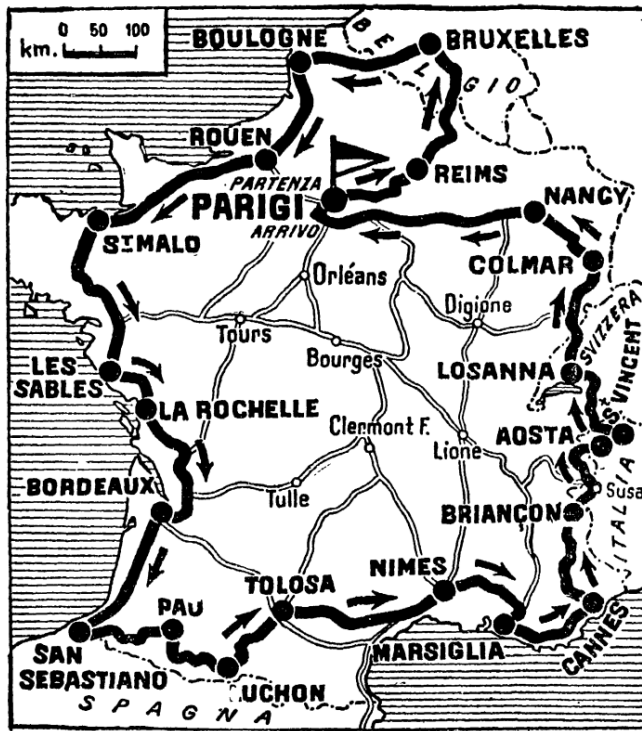 km. 0 50 100
BOULOGNE
BELGIO
BRUXELLES
ROUEN
PARTENZA
PARIGI
ARRIVO
REIMS
NANCY
ST MALO
COLMAR
Orléans
Digione
SVIZZERA
Tours
Bourges
LES
SABLES
LOSANNA
ST VINCENT
LA ROCHELLE
Clermont F.
Lione
AOSTA
BORDEAUX
Tulle
BRIANÇON
Susa
ITALIA
TOLOSA
NIMES
PAU
SAN
SEBASTIANO
UCHON
MARSIGLIA
CANNES
SPAGNA